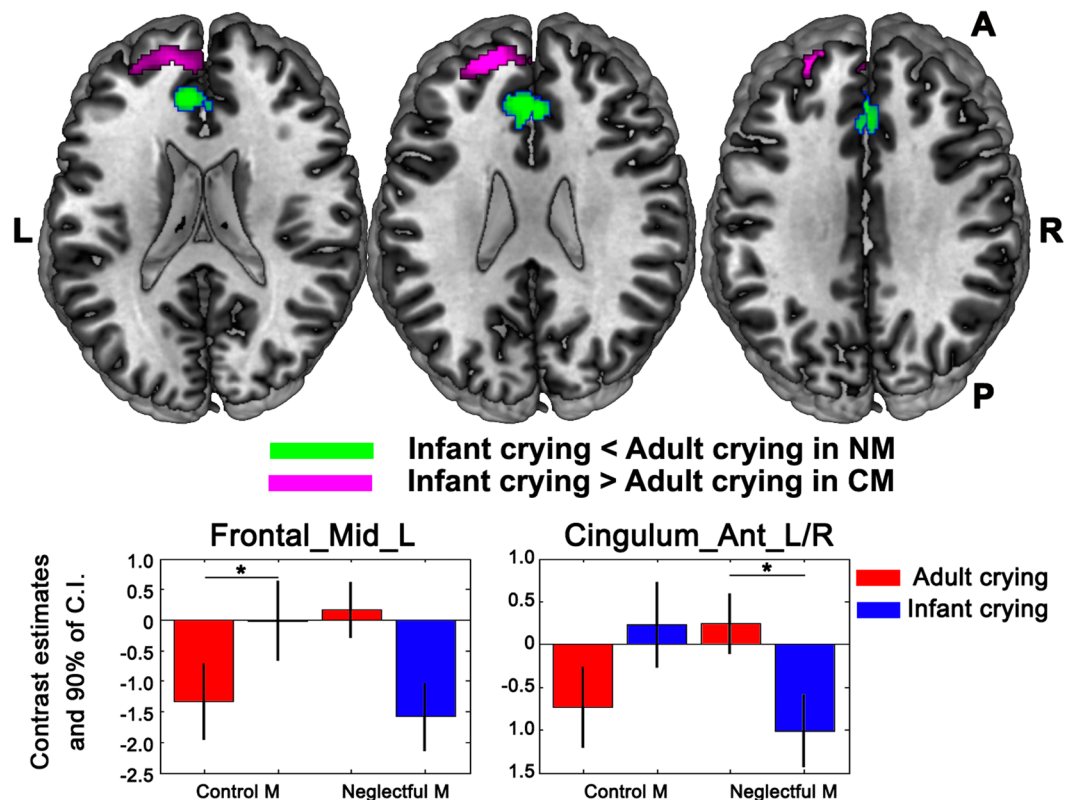 A
L
R
P
Infant crying < Adult crying in NM
Infant crying > Adult crying in CM
Frontal_Mid_L
Contrast estimates
and 90% of C.I.
1.0
0.5
0
-0.5
-1.0
-1.5
-2.0
-2.5
*
Control M
Neglectful M
Cingulum_Ant_L/R
1.0
0.5
0
-0.5
1.0
1.5
*
Control M
Neglectful M
Adult crying
Infant crying